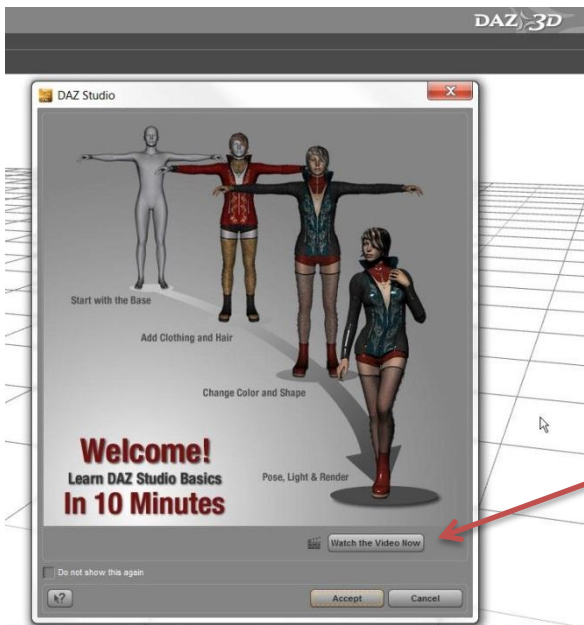 DAZ 3D
DAZ Studio
Start with the Base
Add Clothing and Hair
Change Color and Shape
Pose, Light & Render
Welcome!
Learn DAZ Studio Basics
In 10 Minutes
Watch the Video Now
Do not show this again
?
Accept
Cancel